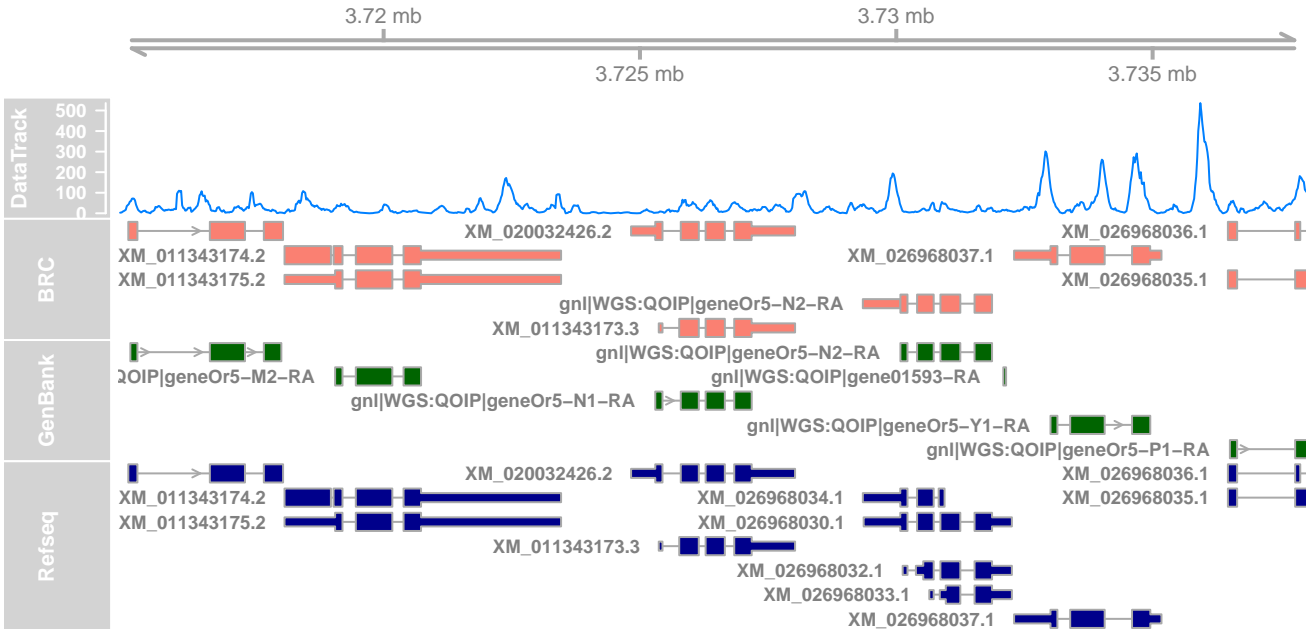 3.72 mb 3.73 mb
3.725 mb 3.735 mb
DataTrack
500
400
300
200
100
0
BRC
XM_020032426.2 XM_026968036.1
XM_011343174.2 XM_026968037.1
XM_011343175.2 XM_026968035.1
gnl|WGS:QOIP|geneOr5−N2−RA
XM_011343173.3
GenBank
gnl|WGS:QOIP|geneOr5−N2−RA
QOIP|geneOr5−M2−RA gnl|WGS:QOIP|gene01593−RA
gnl|WGS:QOIP|geneOr5−N1−RA
gnl|WGS:QOIP|geneOr5−Y1−RA
gnl|WGS:QOIP|geneOr5−P1−RA
Refseq
XM_020032426.2 XM_026968036.1
XM_011343174.2 XM_026968034.1 XM_026968035.1
XM_011343175.2 XM_026968030.1
XM_011343173.3
XM_026968032.1
XM_026968033.1
XM_026968037.1